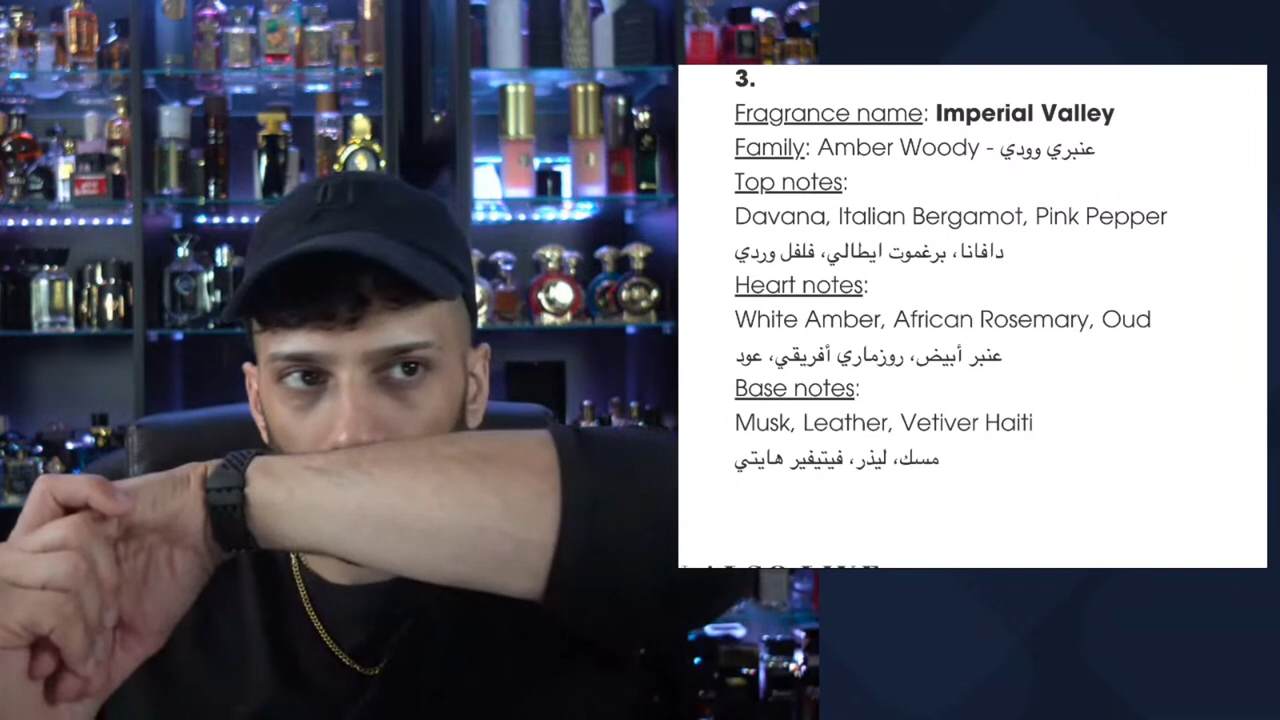 3.
Fragrance name: Imperial Valley
Family: Amber Woody - عنبري وودي
Top notes:
Davana, Italian Bergamot, Pink Pepper
دافانا، برغموت ايطالي، فلفل وردي
Heart notes:
White Amber, African Rosemary, Oud
عنبر أبيض، روزماري أفريقي، عود
Base notes:
Musk, Leather, Vetiver Haiti
مسك، ليذر، فيتيفير هايتي